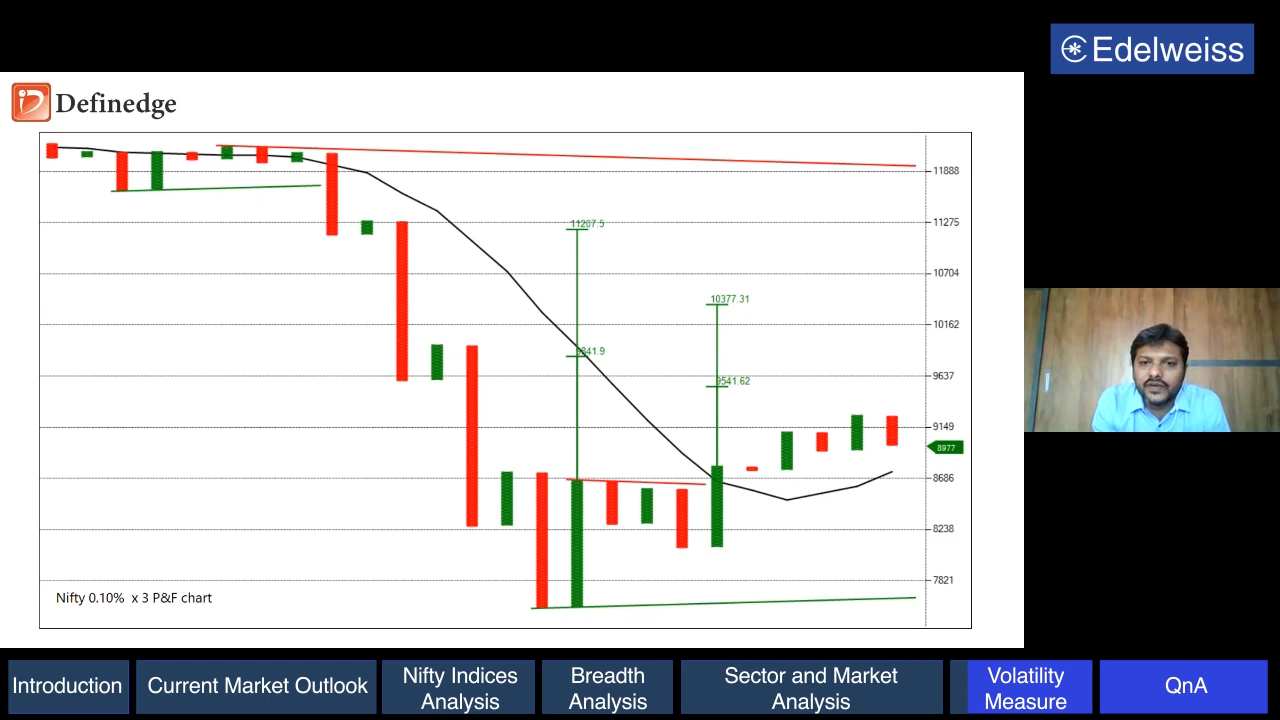 Edelweiss
Definedge
11888
11275
11207.5
10704
10377.31
10162
9841.9
9637
9541.62
9149
8977
8686
8238
7821
Nifty 0.10% x 3 P&F chart
Introduction
Current Market Outlook
Nifty Indices
Analysis
Breadth
Analysis
Sector and Market
Analysis
Volatility
Measure
QnA